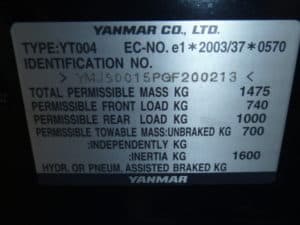 YANMAR CO., LTD.
TYPE:YT004 EC-NO. e1*2003/37*0570
IDENTIFICATION NO.
> YMJS0015PGF200213 <
TOTAL PERMISSIBLE MASS KG 1475
PERMISSIBLE FRONT LOAD KG 740
PERMISSIBLE REAR LOAD KG 1000
PERMISSIBLE TOWABLE MASS:UNBRAKED KG 700
:INDEPENDENTLY KG
:INERTIA KG 1600
HYDR. OR PNEUM. ASSISTED BRAKED KG
YANMAR